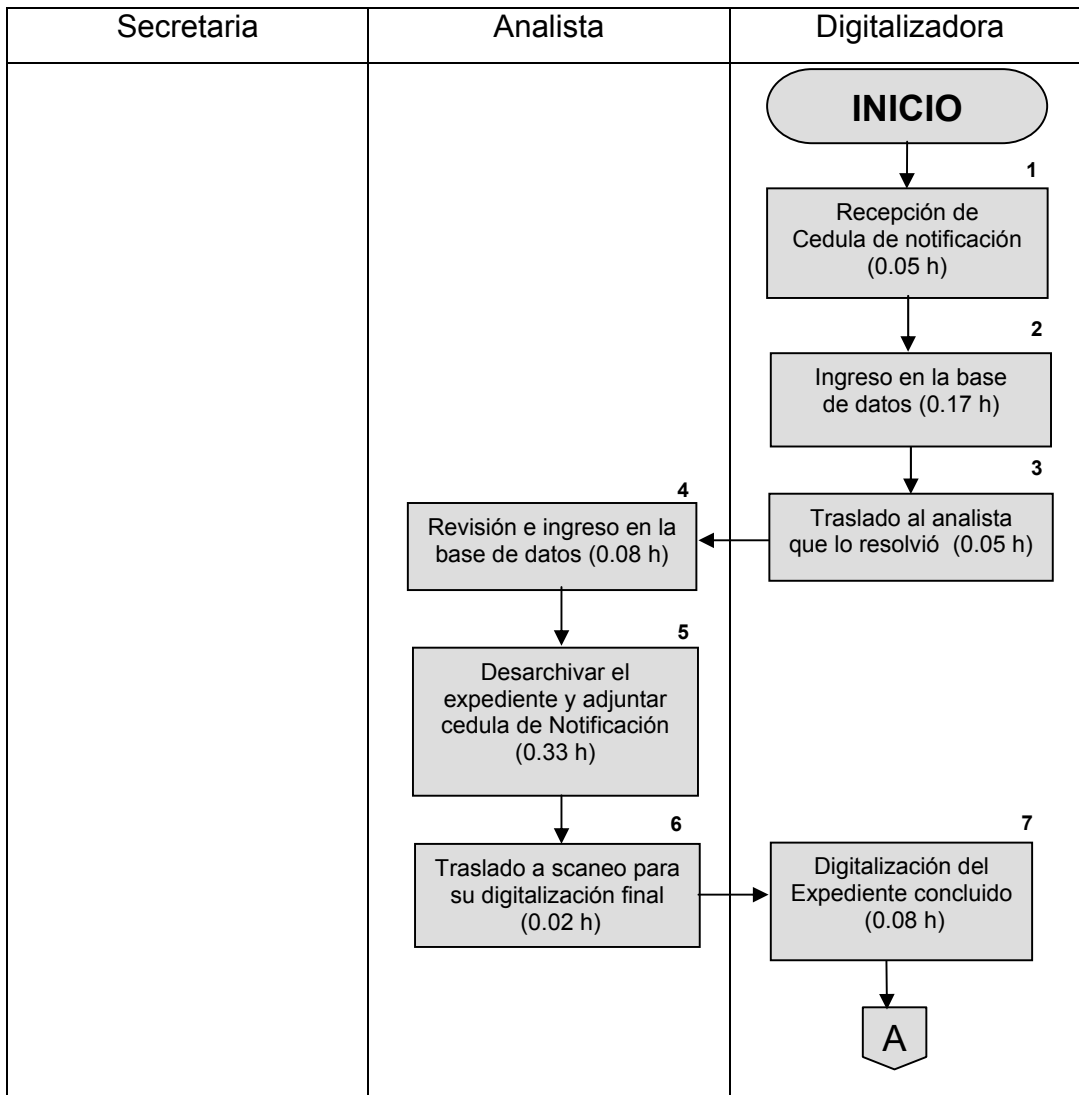 Secretaria
Analista
Digitalizadora
INICIO
1
Recepción de
Cedula de notificación
(0.05 h)
2
Ingreso en la base
de datos (0.17 h)
3
Traslado al analista
que lo resolvió (0.05 h)
4
Revisión e ingreso en la
base de datos (0.08 h)
5
Desarchivar el
expediente y adjuntar
cedula de Notificación
(0.33 h)
6
Traslado a scaneo para
su digitalización final
(0.02 h)
7
Digitalización del
Expediente concluido
(0.08 h)
A